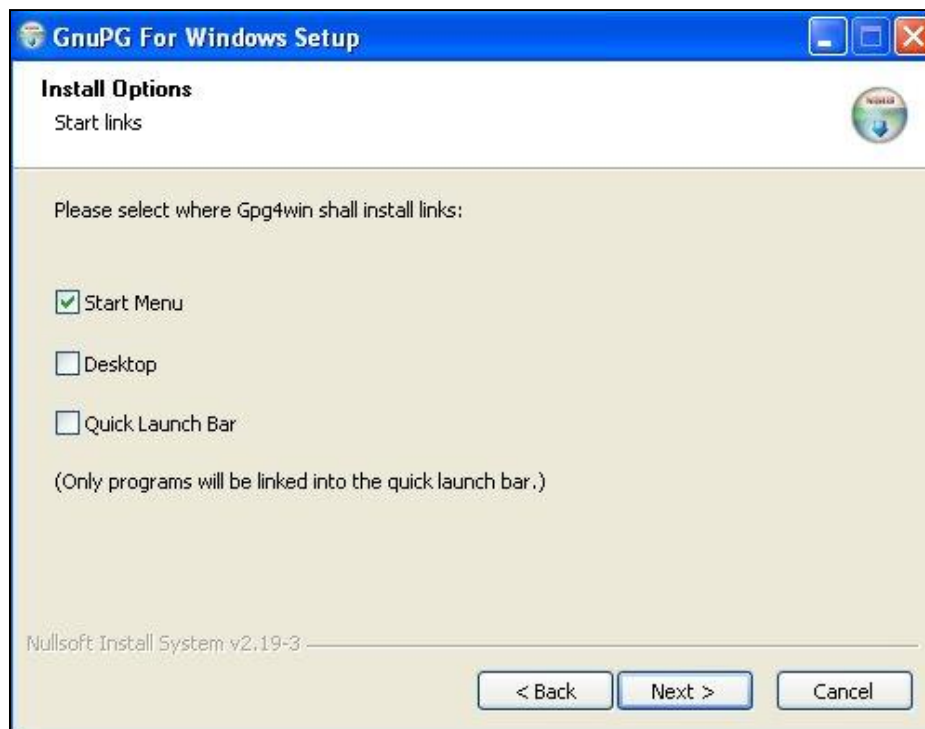 GnuPG For Windows Setup
Install Options
Start links
Please select where Gpg4win shall install links:
Start Menu
Desktop
Quick Launch Bar
(Only programs will be linked into the quick launch bar.)
Nullsoft Install System v2.19-3
< Back
Next >
Cancel